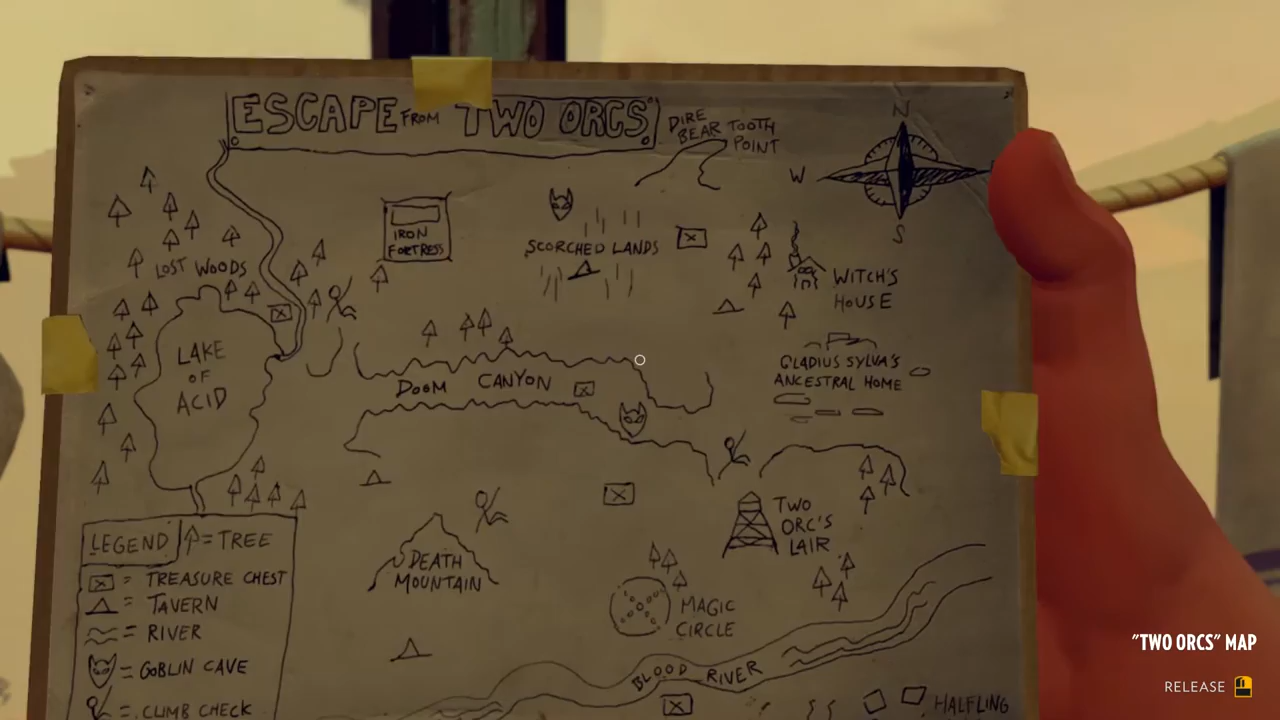 ESCAPE FROM TWO ORCS
DIRE
BEAR TOOTH
POINT
N
W
S
IRON
FORTRESS
SCORCHED LANDS
LOST WOODS
WITCH'S
HOUSE
LAKE
OF
ACID
DOOM CANYON
GLADIUS SYLVA'S
ANCESTRAL HOME
TWO
ORC'S
LAIR
DEATH
MOUNTAIN
MAGIC
CIRCLE
BLOOD RIVER
HALFLING
LEGEND
= TREE
= TREASURE CHEST
= TAVERN
= RIVER
= GOBLIN CAVE
= CLIMB CHECK
"TWO ORCS" MAP
RELEASE